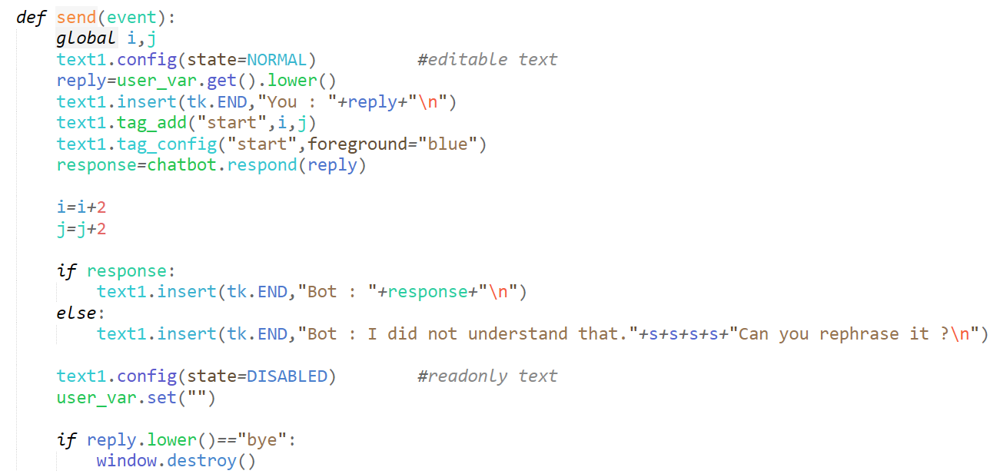 def send(event):
    global i,j
    text1.config(state=NORMAL)          #editable text
    reply=user_var.get().lower()
    text1.insert(tk.END,"You : "+reply+"\n")
    text1.tag_add("start",i,j)
    text1.tag_config("start",foreground="blue")
    response=chatbot.respond(reply)

    i=i+2
    j=j+2

    if response:
        text1.insert(tk.END,"Bot : "+response+"\n")
    else:
        text1.insert(tk.END,"Bot : I did not understand that."+s+s+s+s+"Can you rephrase it ?\n")

    text1.config(state=DISABLED)        #readonly text
    user_var.set("")

    if reply.lower()=="bye":
        window.destroy()